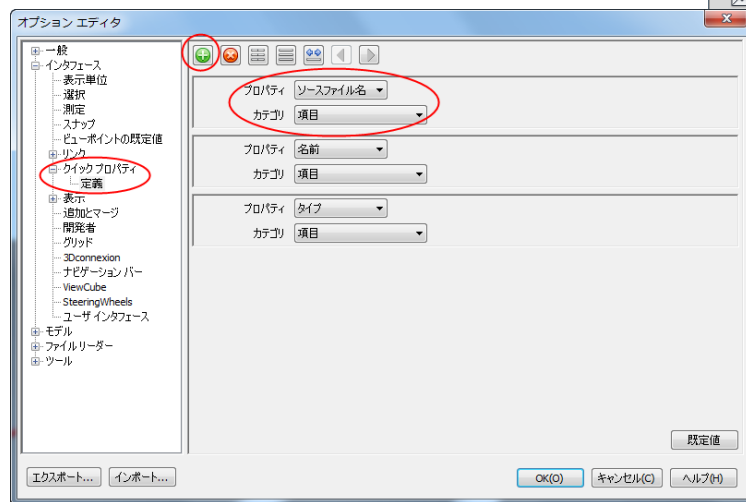 オプション エディタ
一般
インタフェース
表示単位
選択
測定
スナップ
ビューポイントの既定値
リンク
クイック プロパティ
定義
表示
追加とマージ
開発者
グリッド
3Dconnexion
ナビゲーション バー
ViewCube
SteeringWheels
ユーザ インタフェース
モデル
ファイル リーダー
ツール
プロパティ ソースファイル名
カテゴリ 項目
プロパティ 名前
カテゴリ 項目
プロパティ タイプ
カテゴリ 項目
既定値
エクスポート... インポート... OK(O) キャンセル(C) ヘルプ(H)